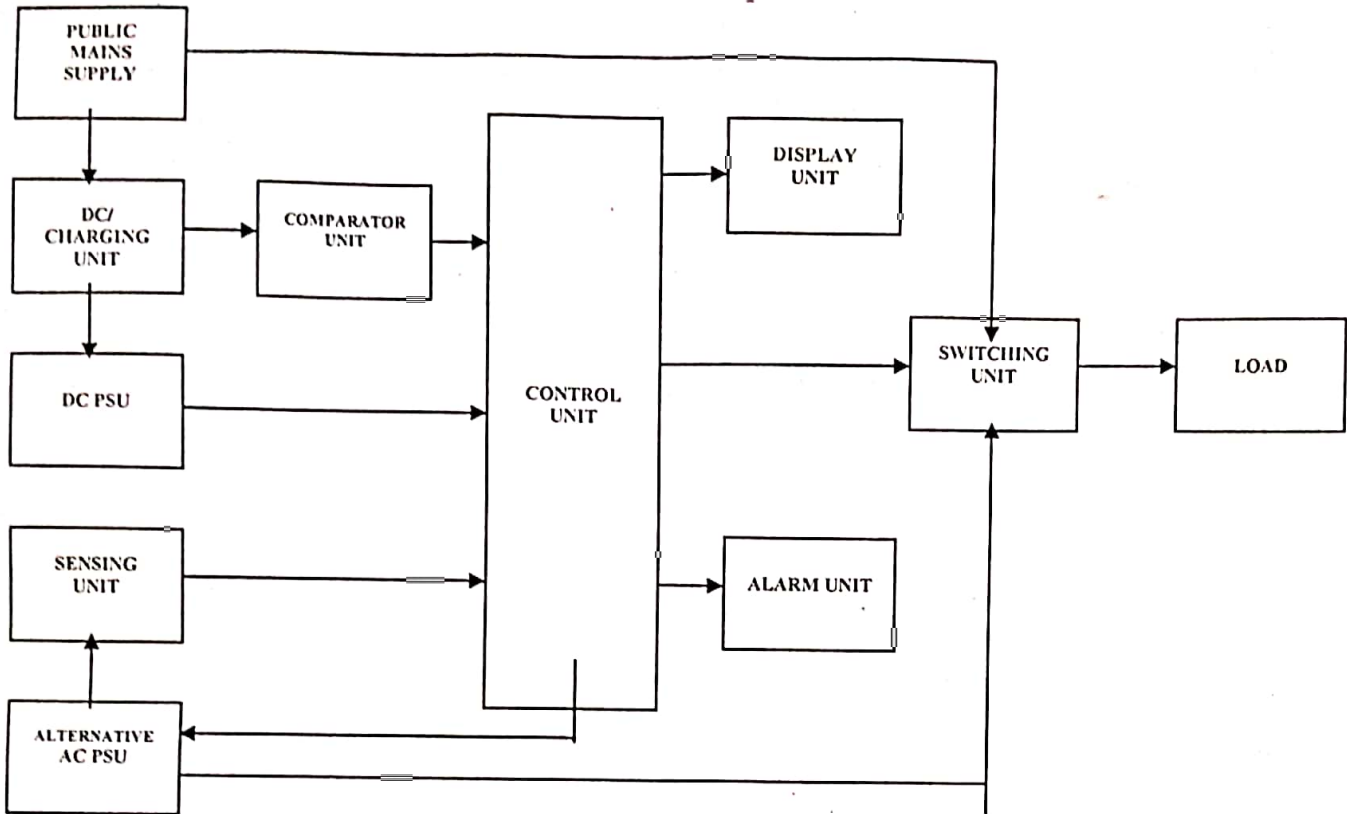 PUBLIC
MAINS
SUPPLY
DC/
CHARGING
UNIT
COMPARATOR
UNIT
DISPLAY
UNIT
DC PSU
CONTROL
UNIT
SWITCHING
UNIT
LOAD
SENSING
UNIT
ALARM UNIT
ALTERNATIVE
AC PSU